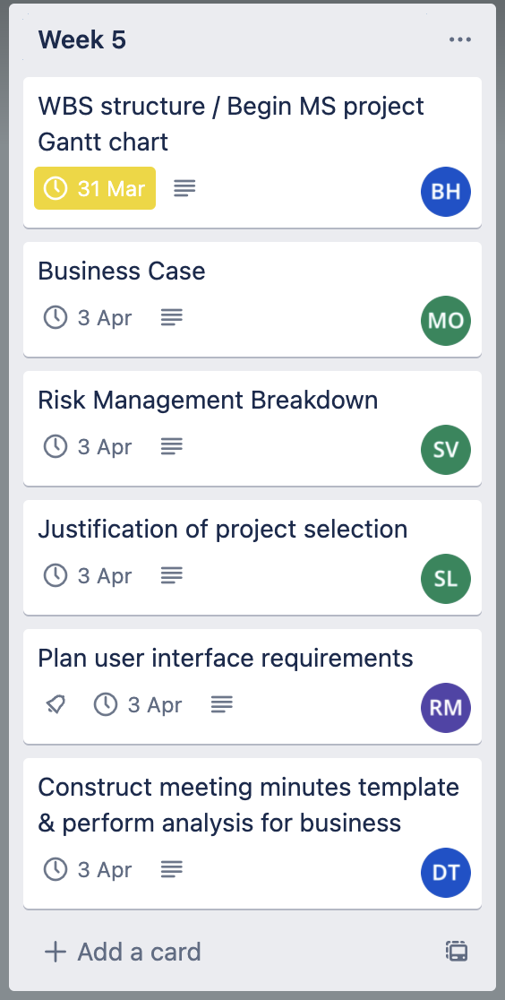 Week 5
WBS structure / Begin MS project
Gantt chart
31 Mar
BH
Business Case
3 Apr
MO
Risk Management Breakdown
3 Apr
SV
Justification of project selection
3 Apr
SL
Plan user interface requirements
3 Apr
RM
Construct meeting minutes template
& perform analysis for business
3 Apr
DT
Add a card